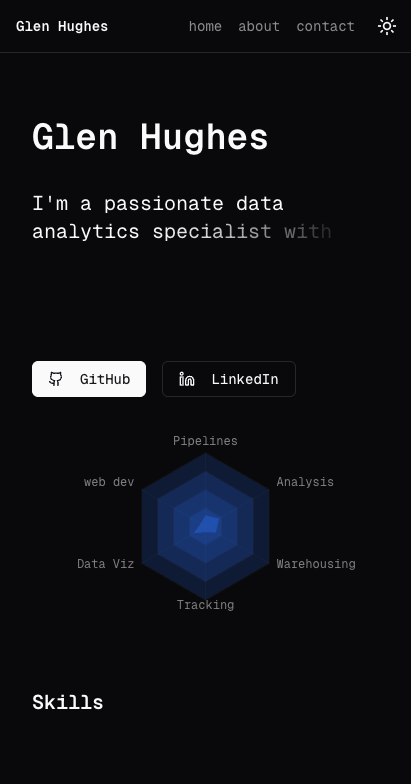 Glen Hughes
home about contact
Glen Hughes
I'm a passionate data
analytics specialist with
GitHub
LinkedIn
Pipelines
web dev
Analysis
Data Viz
Warehousing
Tracking
Skills